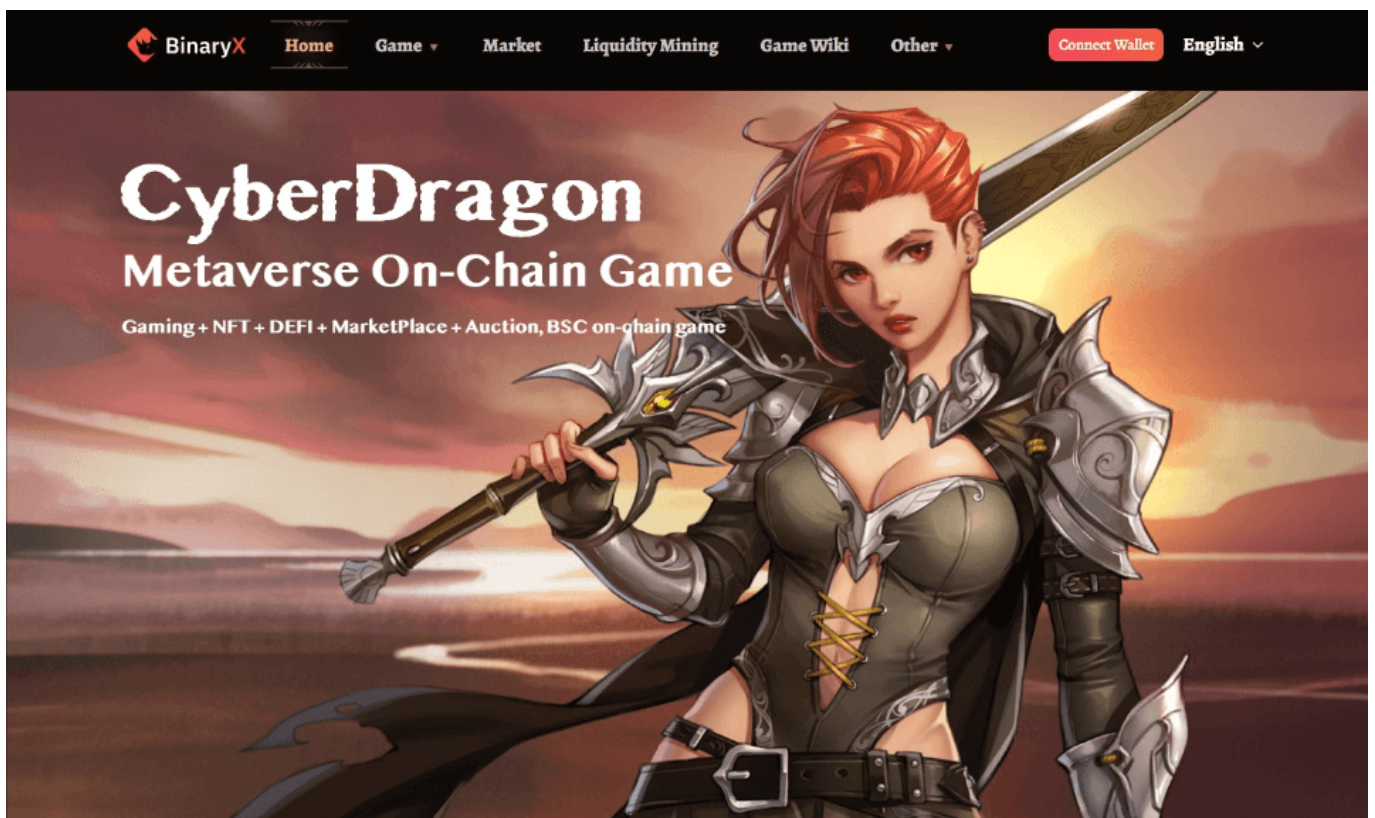 BinaryX Home Game Market Liquidity Mining Game Wiki Other Connect Wallet English
CyberDragon
Metaverse On-Chain Game
Gaming + NFT + DEFI + MarketPlace + Auction, BSC on-chain game